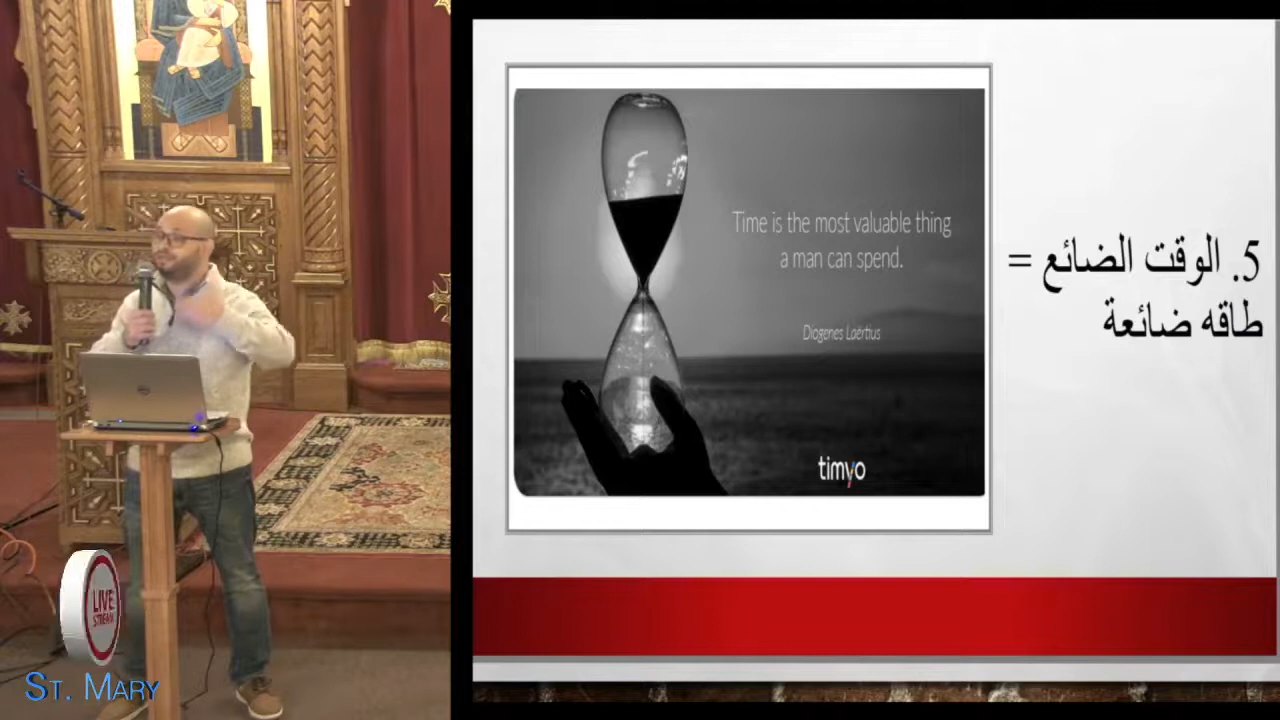 Time is the most valuable thing
a man can spend.
Diogenes Laërtius
timyo
5. الوقت الضائع =
طاقه ضائعة
LIVE
STREAM
ST. MARY